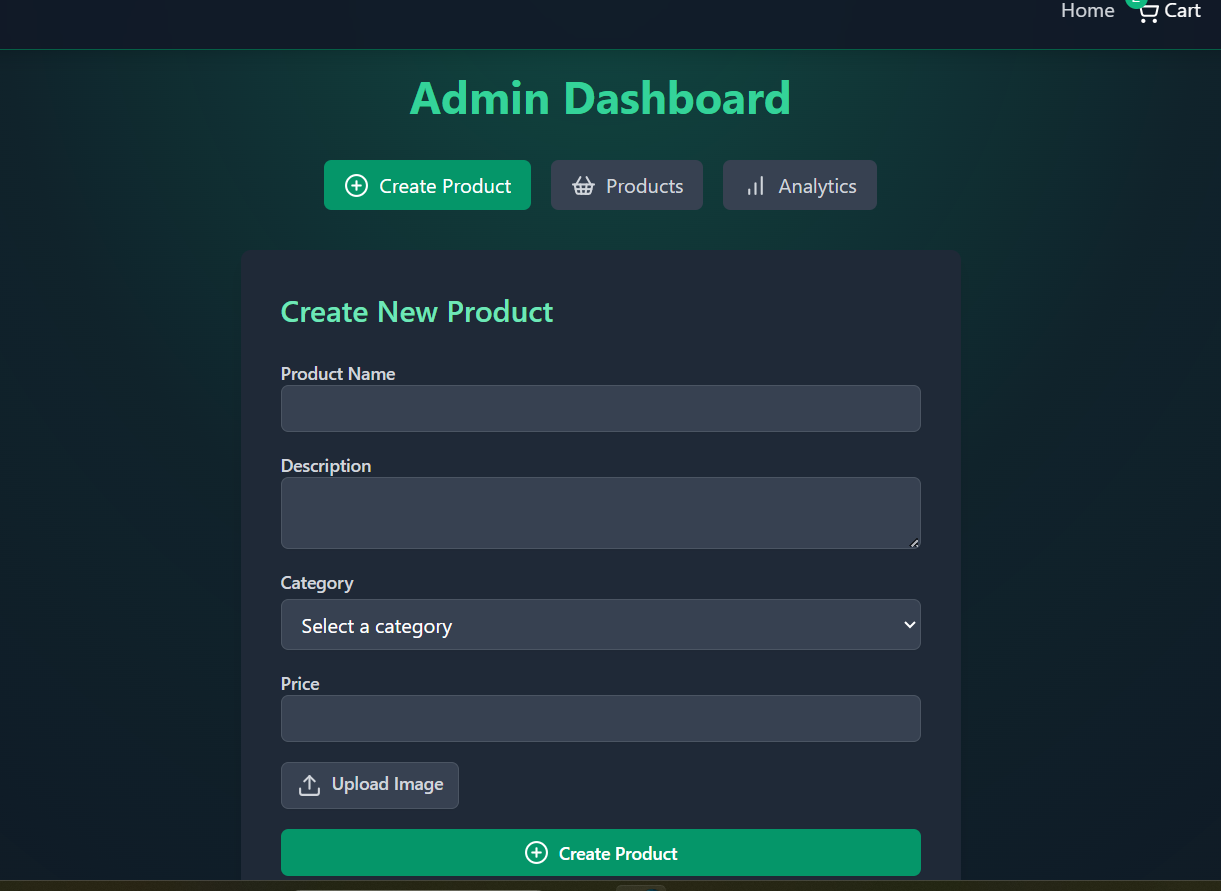 Home Cart
Admin Dashboard
Create Product Products Analytics
Create New Product
Product Name
Description
Category
Select a category
Price
Upload Image
Create Product